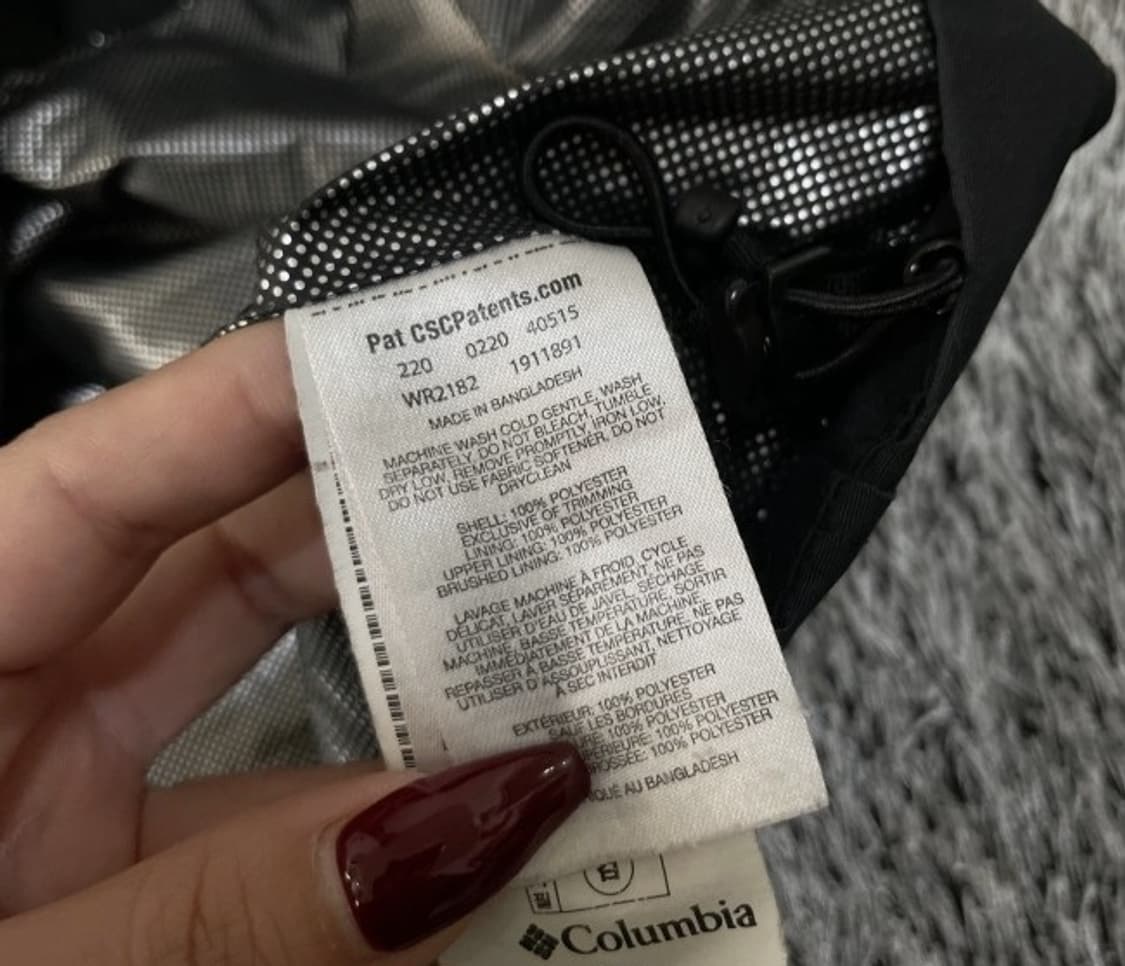 Pat CSCPatents.com
220 0220 40515
WR2182 1911891
MADE IN BANGLADESH
MACHINE WASH COLD GENTLE, WASH
SEPARATELY, DO NOT BLEACH, TUMBLE
DRY LOW, REMOVE PROMPTLY, IRON LOW,
DO NOT USE FABRIC SOFTENER, DO NOT
DRYCLEAN
SHELL: 100% POLYESTER
EXCLUSIVE OF TRIMMING
LINING: 100% POLYESTER
UPPER LINING: 100% POLYESTER
BRUSHED LINING: 100% POLYESTER
LAVAGE MACHINE À FROID, CYCLE
DÉLICAT, LAVER SÉPARÉMENT, NE PAS
UTILISER D'EAU DE JAVEL, SÉCHAGE
MACHINE, BASSE TEMPÉRATURE, SORTIR
IMMÉDIATEMENT DE LA MACHINE,
REPASSER À BASSE TEMPÉRATURE, NE PAS
UTILISER D'ASSOUPLISSANT, NETTOYAGE
À SEC INTERDIT
EXTÉRIEUR: 100% POLYESTER
SAUF LES BORDURES
100% POLYESTER
100% POLYESTER
100% POLYESTER
AU BANGLADESH
Columbia